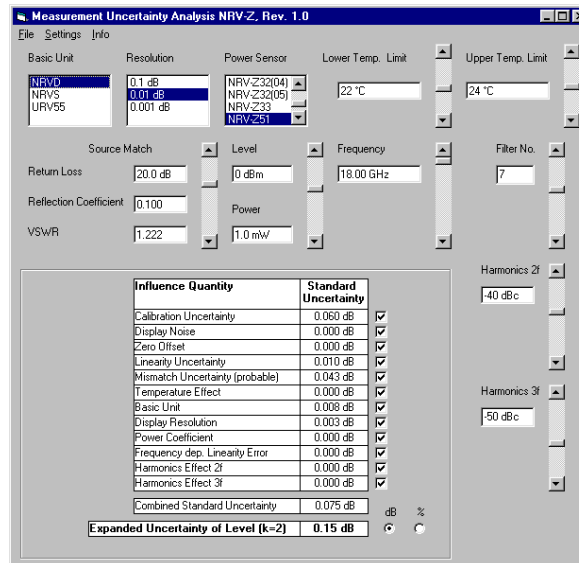 Measurement Uncertainty Analysis NRV-Z, Rev. 1.0
File Settings Info
Basic Unit Resolution Power Sensor Lower Temp. Limit Upper Temp. Limit
NRVD 0.1 dB NRV-Z32(04)
NRVS 0.01 dB NRV-Z32(05) 22 °C 24 °C
URV55 0.001 dB NRV-Z33
NRV-Z51
Source Match Level Frequency Filter No.
Return Loss 20.0 dB 0 dBm 18.00 GHz 7
Reflection Coefficient 0.100 Power
VSWR 1.222 1.0 mW
Harmonics 2f
-40 dBc
Influence Quantity Standard Uncertainty
Calibration Uncertainty 0.060 dB
Display Noise 0.000 dB
Zero Offset 0.000 dB
Linearity Uncertainty 0.010 dB
Mismatch Uncertainty (probable) 0.043 dB
Temperature Effect 0.000 dB
Basic Unit 0.008 dB
Display Resolution 0.003 dB
Power Coefficient 0.000 dB
Frequency dep. Linearity Error 0.000 dB
Harmonics Effect 2f 0.000 dB
Harmonics Effect 3f 0.000 dB
Harmonics 3f
-50 dBc
Combined Standard Uncertainty 0.075 dB
dB %
Expanded Uncertainty of Level (k=2) 0.15 dB